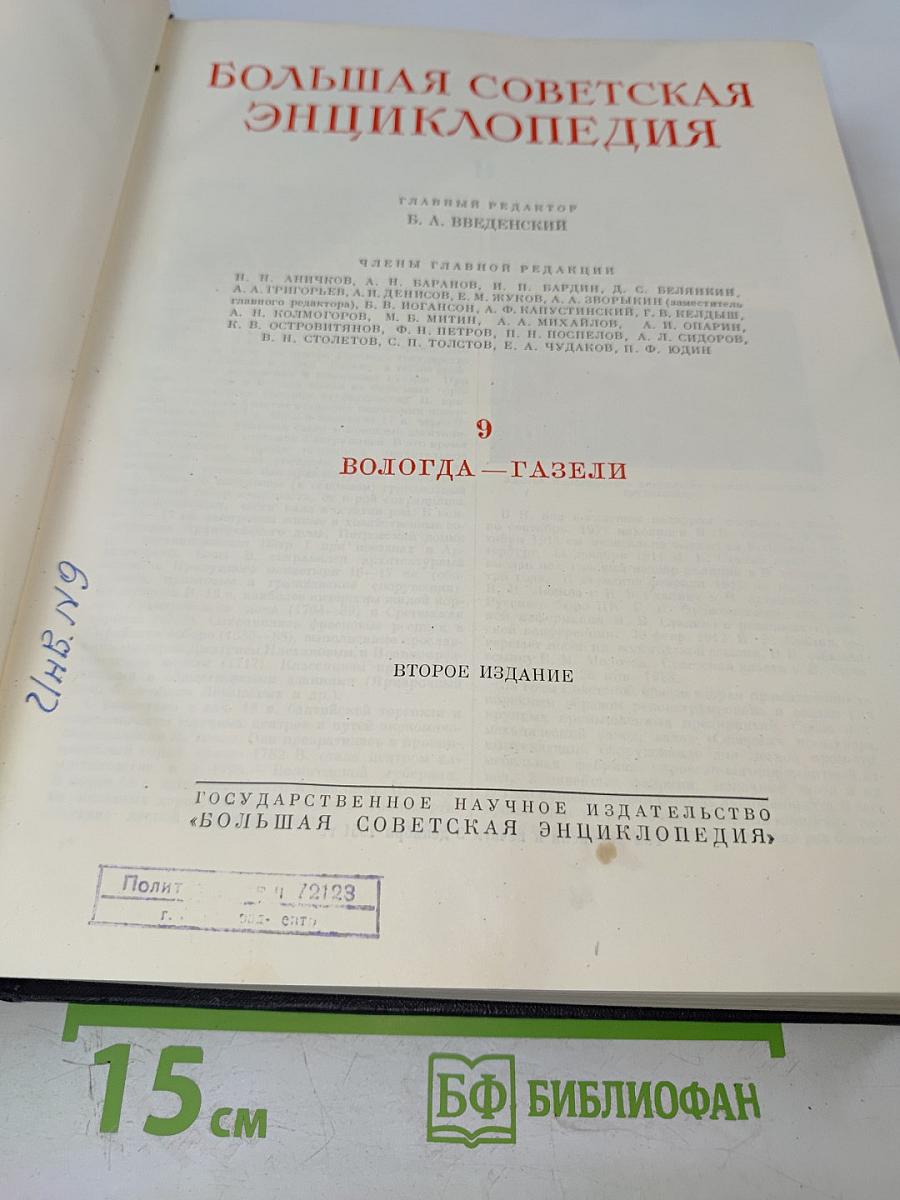 БОЛЬШАЯ СОВЕТСКАЯ
ЭНЦИКЛОПЕДИЯ
ГЛАВНЫЙ РЕДАКТОР
Б. А. ВВЕДЕНСКИЙ
ЧЛЕНЫ ГЛАВНОЙ РЕДАКЦИИ
Н. Н. АНИЧКОВ, А. Н. БАРАНОВ, И. П. БАРДИН, Д. С. БЕЛЯНКИН,
А. А. ГРИГОРЬЕВ, А. И. ДЕНИСОВ, Е. М. ЖУКОВ, А. А. ЗВОРЫКИН (заместитель
главного редактора), Б. В. ИОГАНСОН, А. Ф. КАПУСТИНСКИЙ, Г. В. КЕЛДЫШ,
А. Н. КОЛМОГОРОВ, М. Б. МИТИН, А. А. МИХАЙЛОВ, А. И. ОПАРИН,
К. В. ОСТРОВИТЯНОВ, Ф. Н. ПЕТРОВ, П. Н. ПОСПЕЛОВ, А. Л. СИДОРОВ,
В. Н. СТОЛЕТОВ, С. П. ТОЛСТОВ, Е. А. ЧУДАКОВ, П. Ф. ЮДИН
9
ВОЛОГДА — ГАЗЕЛИ
Инв. N9
ВТОРОЕ ИЗДАНИЕ
ГОСУДАРСТВЕННОЕ НАУЧНОЕ ИЗДАТЕЛЬСТВО
«БОЛЬШАЯ СОВЕТСКАЯ ЭНЦИКЛОПЕДИЯ»
Полит 72123
г.
15 см
БФ БИБЛИОФАН